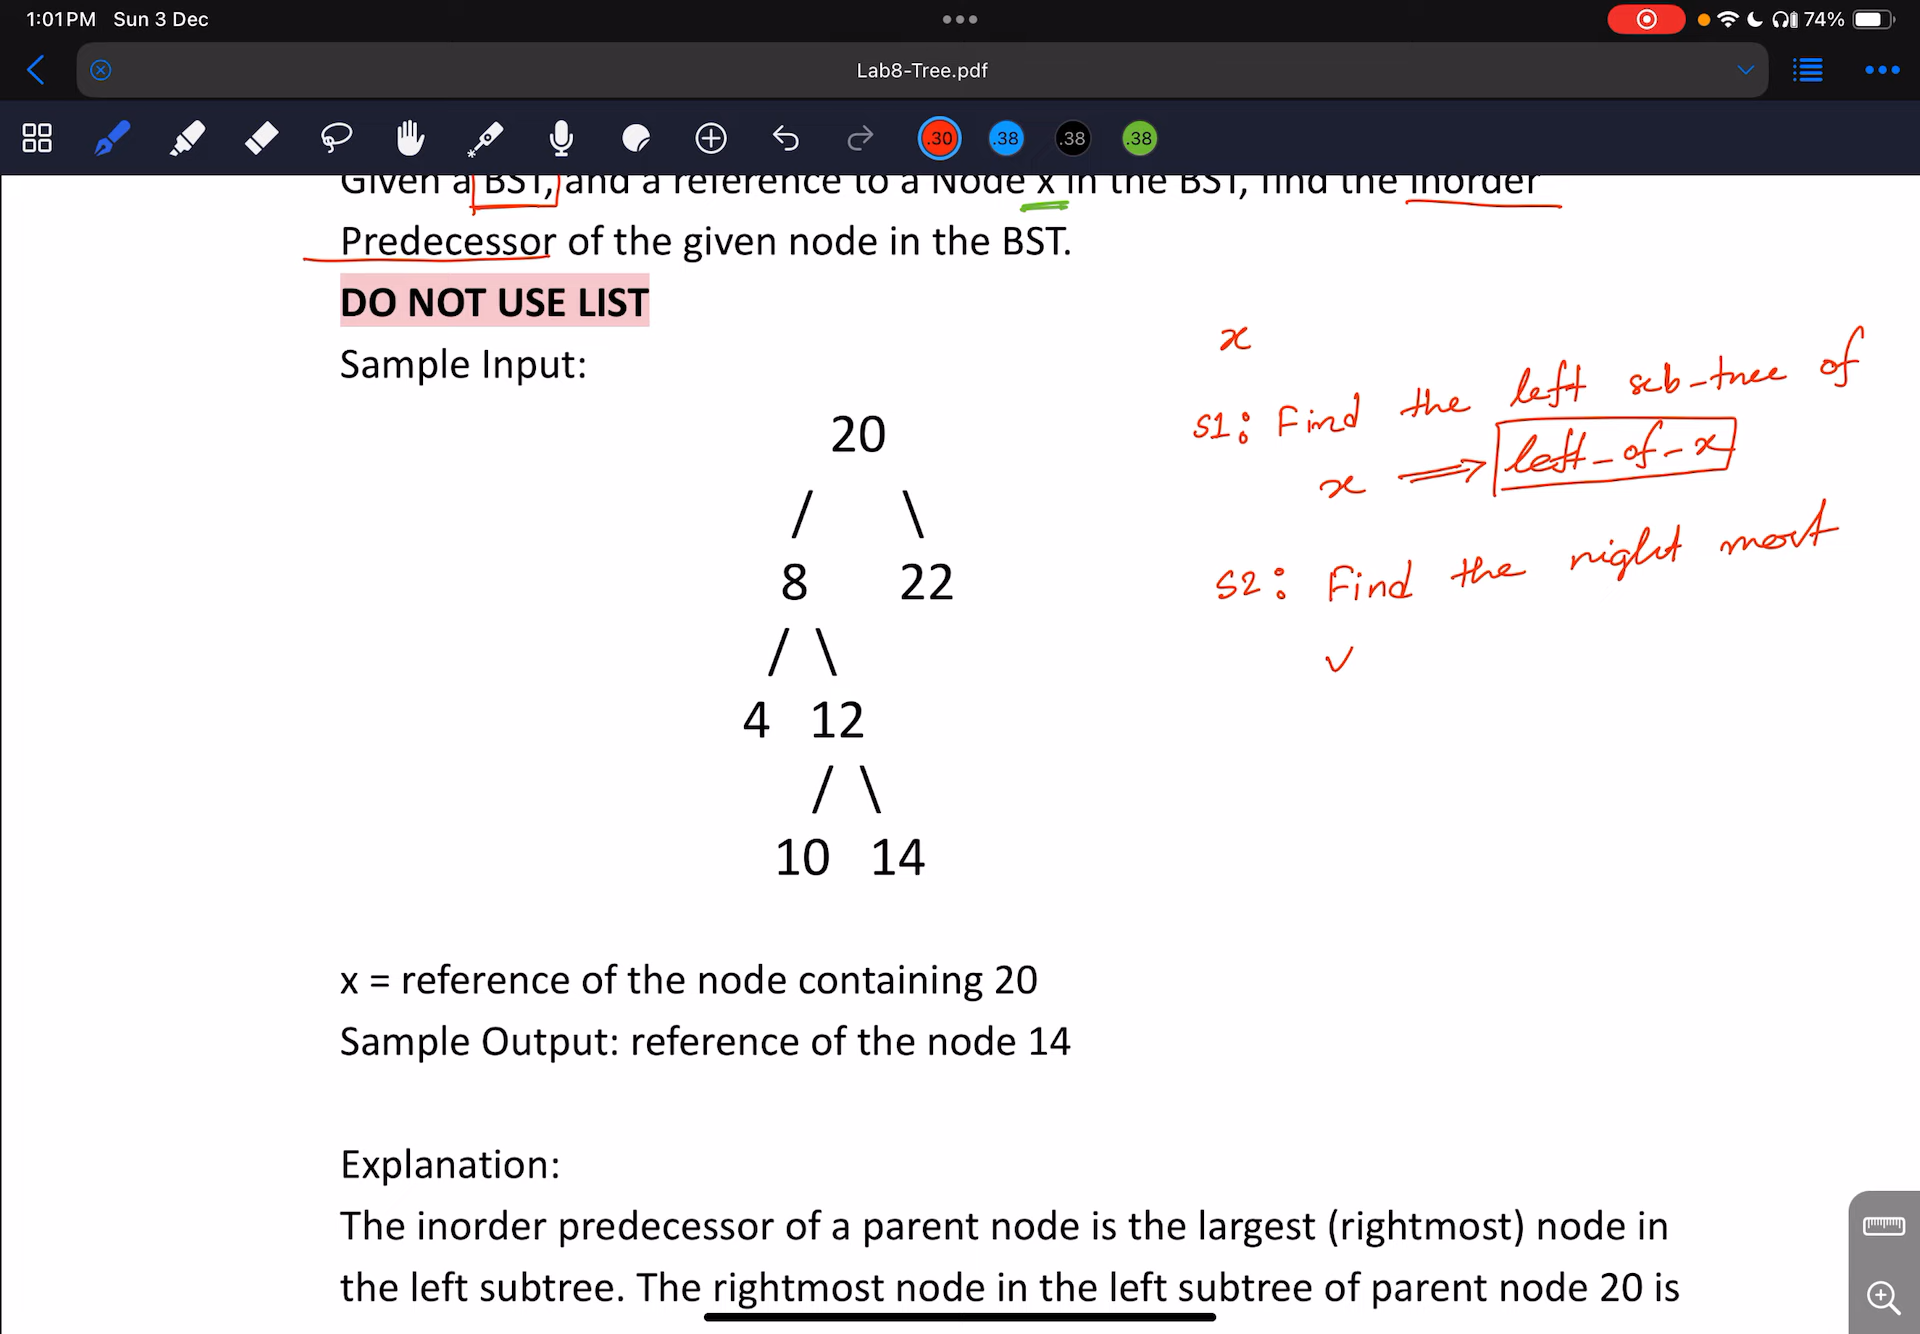 1:01PM Sun 3 Dec
74%
Lab8-Tree.pdf
.30 .38 .38 .38
Given a BST, and a reference to a Node x in the BST, find the inorder
Predecessor of the given node in the BST.
DO NOT USE LIST
Sample Input:
20
/ \
8 22
/ \
4 12
/ \
10 14
x
S1: Find the left sub-tree of
x ⟹ left-of-x
S2: Find the right most
x = reference of the node containing 20
Sample Output: reference of the node 14
Explanation:
The inorder predecessor of a parent node is the largest (rightmost) node in
the left subtree. The rightmost node in the left subtree of parent node 20 is